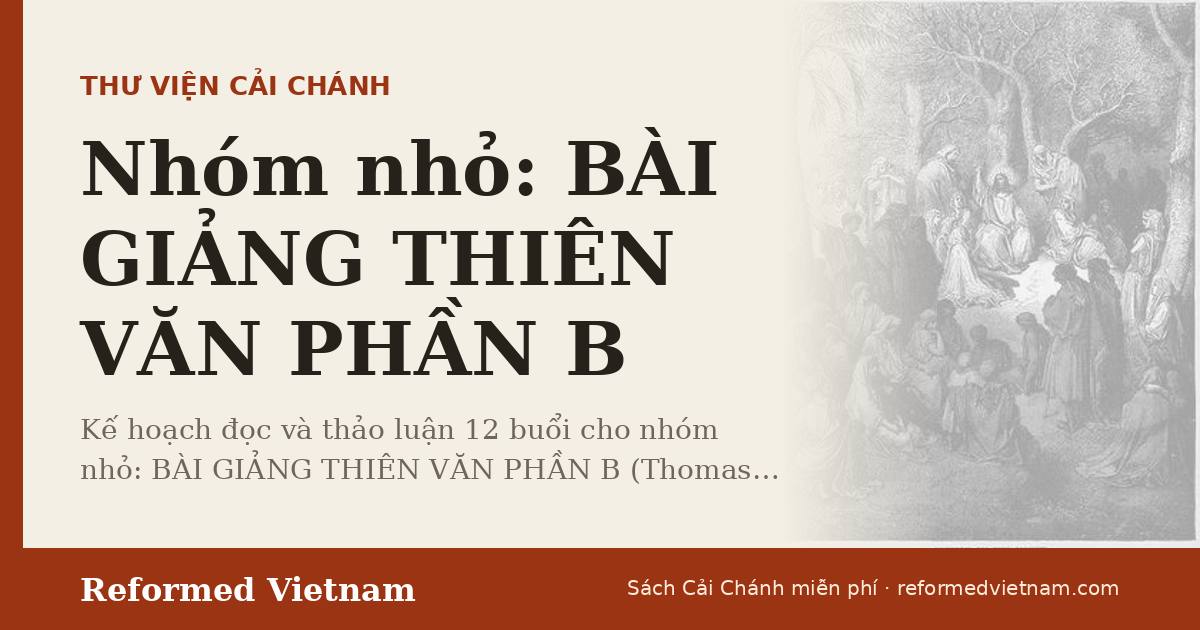 THƯ VIỆN CẢI CHÁNH
Nhóm nhỏ: BÀI
GIẢNG THIÊN
VĂN PHẦN B
Kế hoạch đọc và thảo luận 12 buổi cho nhóm
nhỏ: BÀI GIẢNG THIÊN VĂN PHẦN B (Thomas...
Reformed Vietnam
Sách Cải Chánh miễn phí · reformedvietnam.com